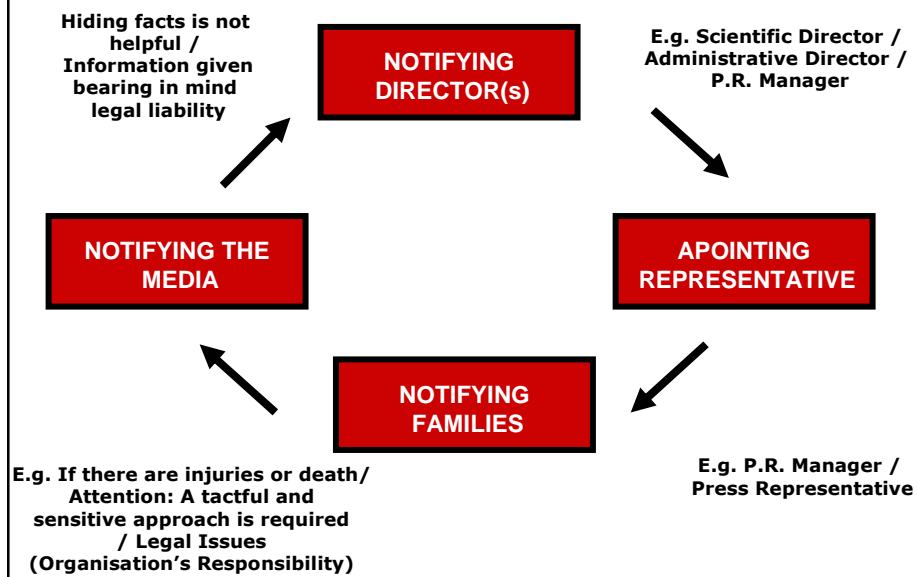 Hiding facts is not
helpful /
Information given
bearing in mind
legal liability
NOTIFYING
DIRECTOR(s)
E.g. Scientific Director /
Administrative Director /
P.R. Manager
NOTIFYING THE
MEDIA
APOINTING
REPRESENTATIVE
NOTIFYING
FAMILIES
E.g. If there are injuries or death/
Attention: A tactful and
sensitive approach is required
/ Legal Issues
(Organisation's Responsibility)
E.g. P.R. Manager /
Press Representative